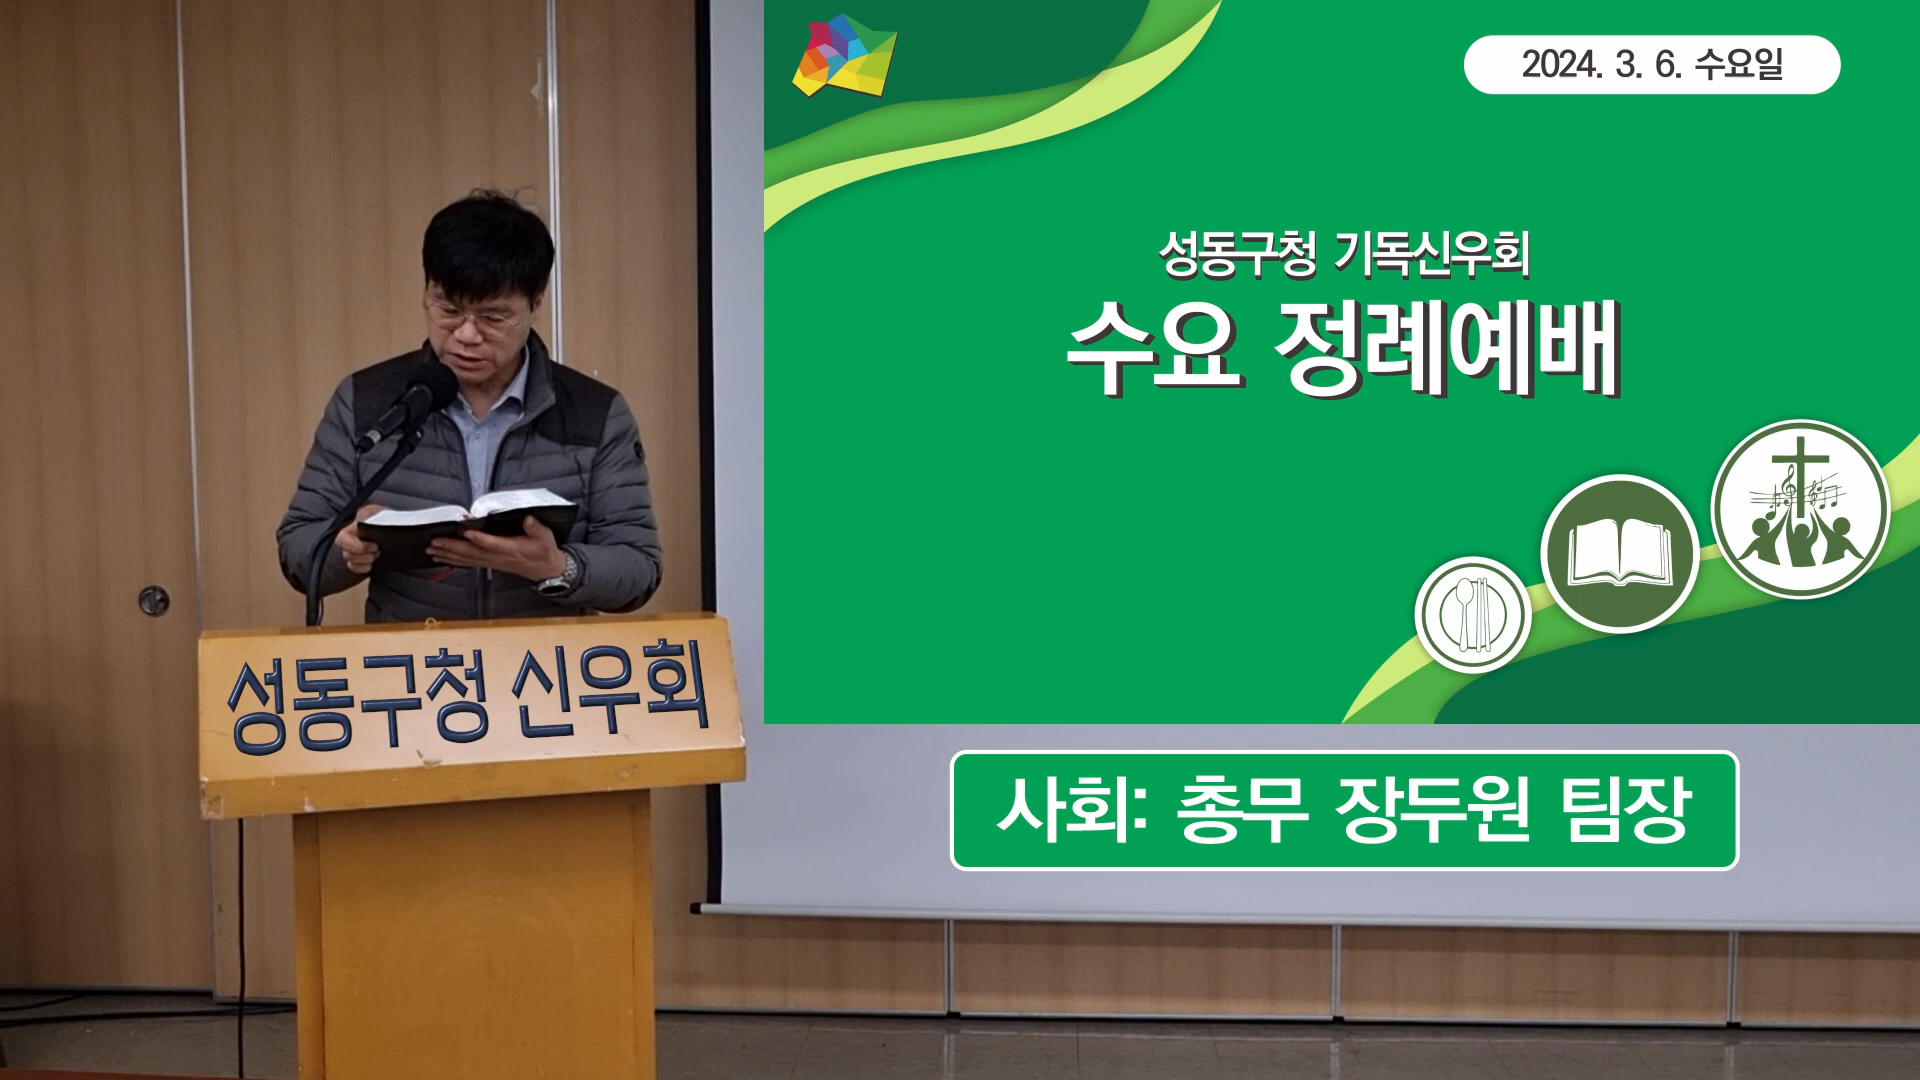 2024. 3. 6. 수요일
성동구청 기독신우회
수요 정례예배
성동구청 신우회
사회: 총무 장두원 팀장